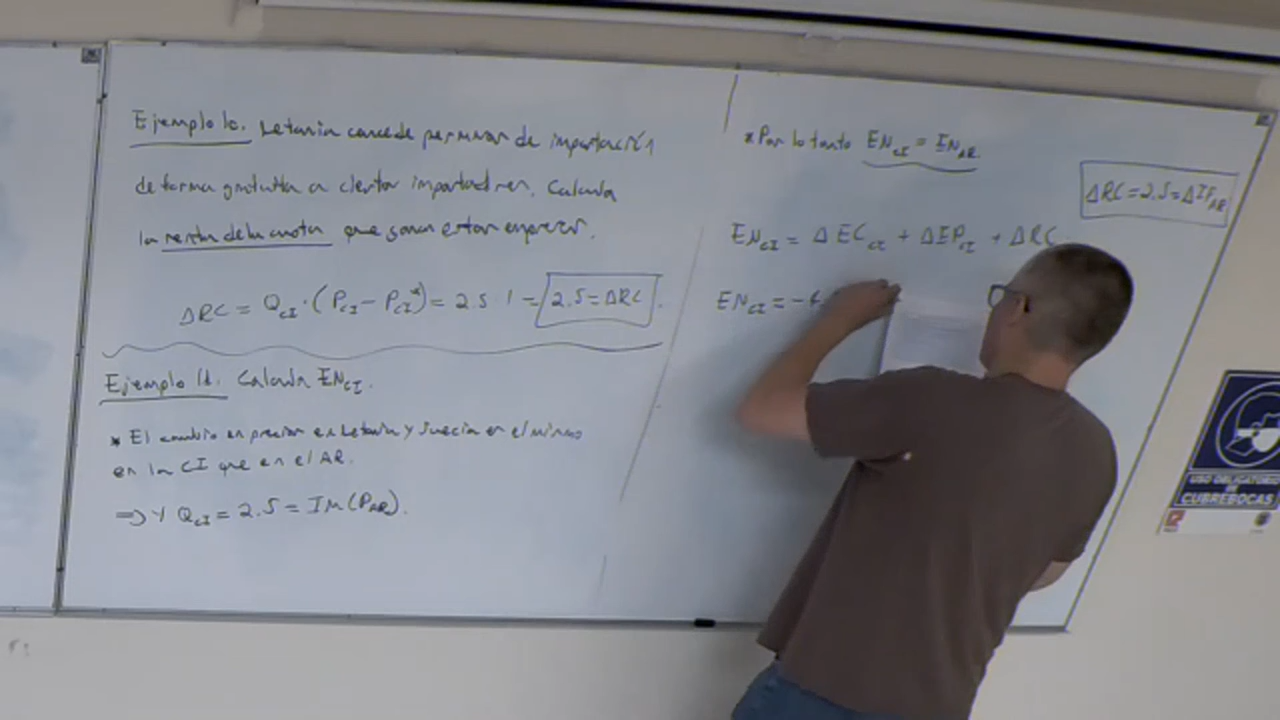 Ejemplo 1c. Letonia concede permisos de importación
de forma gratuita a ciertos importadores. Calcula
la renta de la cuota que ganan estas empresas.
ΔRC = Q_CI · (P_CI − P_CI*) = 2.5 · 1 = 2.5 = ΔRC.
Ejemplo 1d. Calcula EN_CI.
* El cambio en precios en Letonia y Suecia es el mismo
en la CI que en el AR.
=> Y Q_CI = 2.5 = IM(P_AR).
* Por lo tanto EN_CI = EN_AR
ΔRC = 2.5 = ΔIF_AR
EN_CI = ΔEC_CI + ΔEP_CI + ΔRC
EN_CI = −
USO OBLIGATORIO
DE
CUBREBOCAS